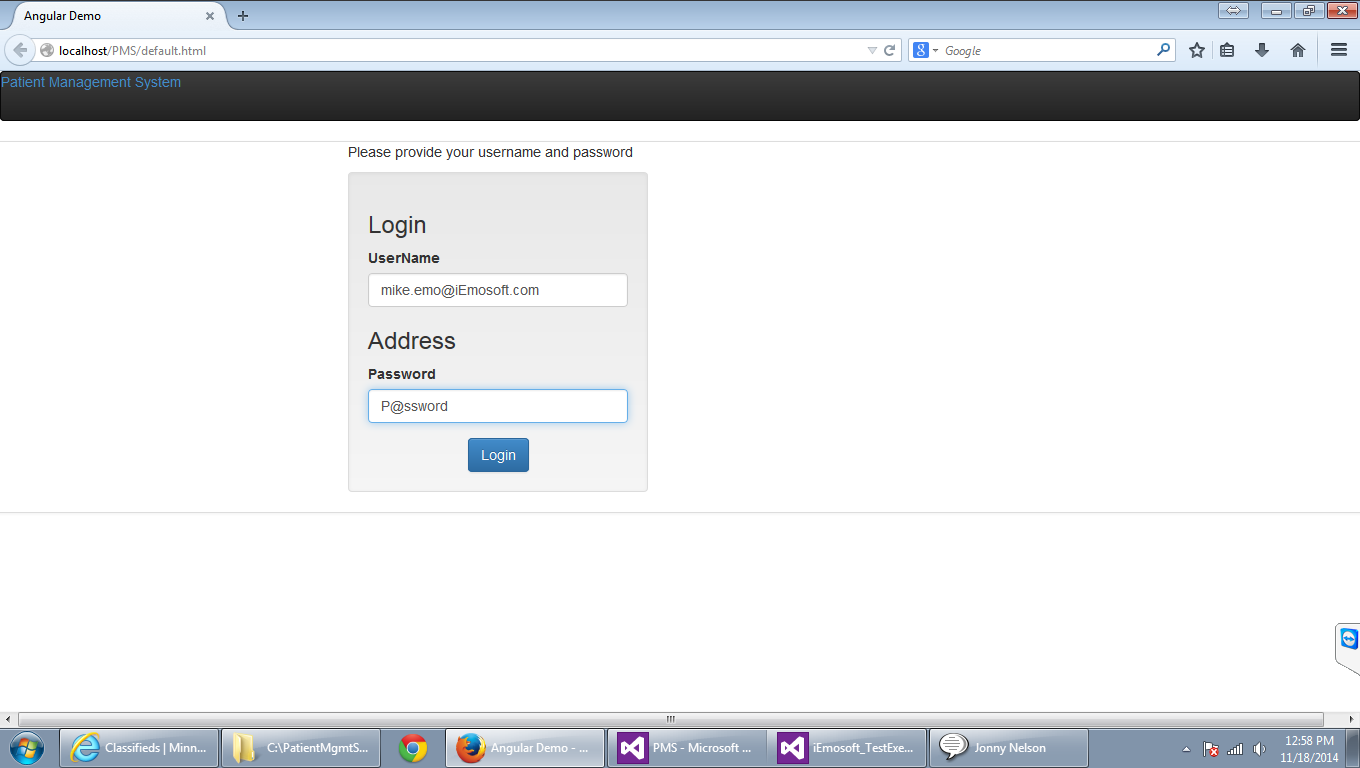 Angular Demo
localhost/PMS/default.html
Google
Patient Management System
Please provide your username and password
Login
UserName
mike.emo@iEmosoft.com
Address
Password
P@ssword
Login
Classifieds | Minn...
C:\PatientMgmtS...
Angular Demo - ...
PMS - Microsoft ...
iEmosoft_TestExe...
Jonny Nelson
12:58 PM
11/18/2014